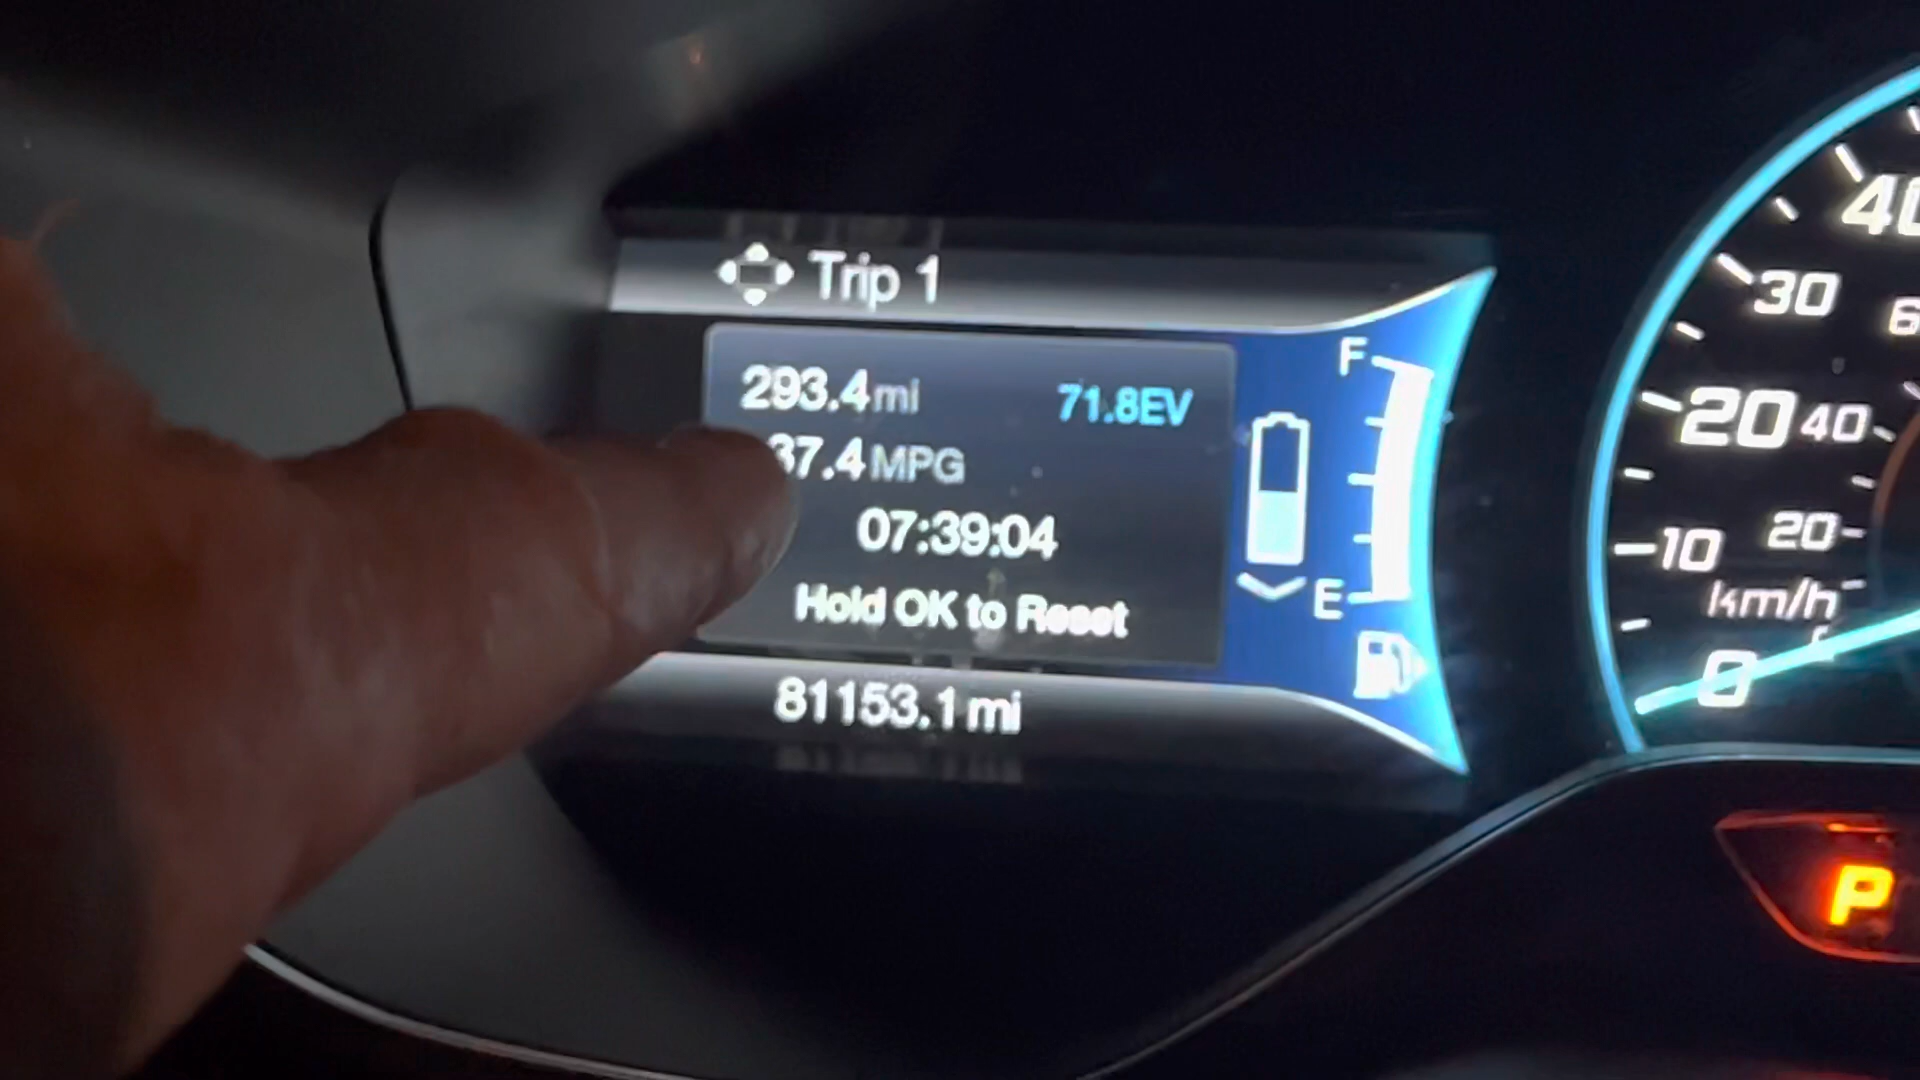 Trip 1
293.4 mi 71.8EV
37.4 MPG
07:39:04
Hold OK to Reset
81153.1 mi
F
E
40
30
20 40
10 20
km/h
0
P